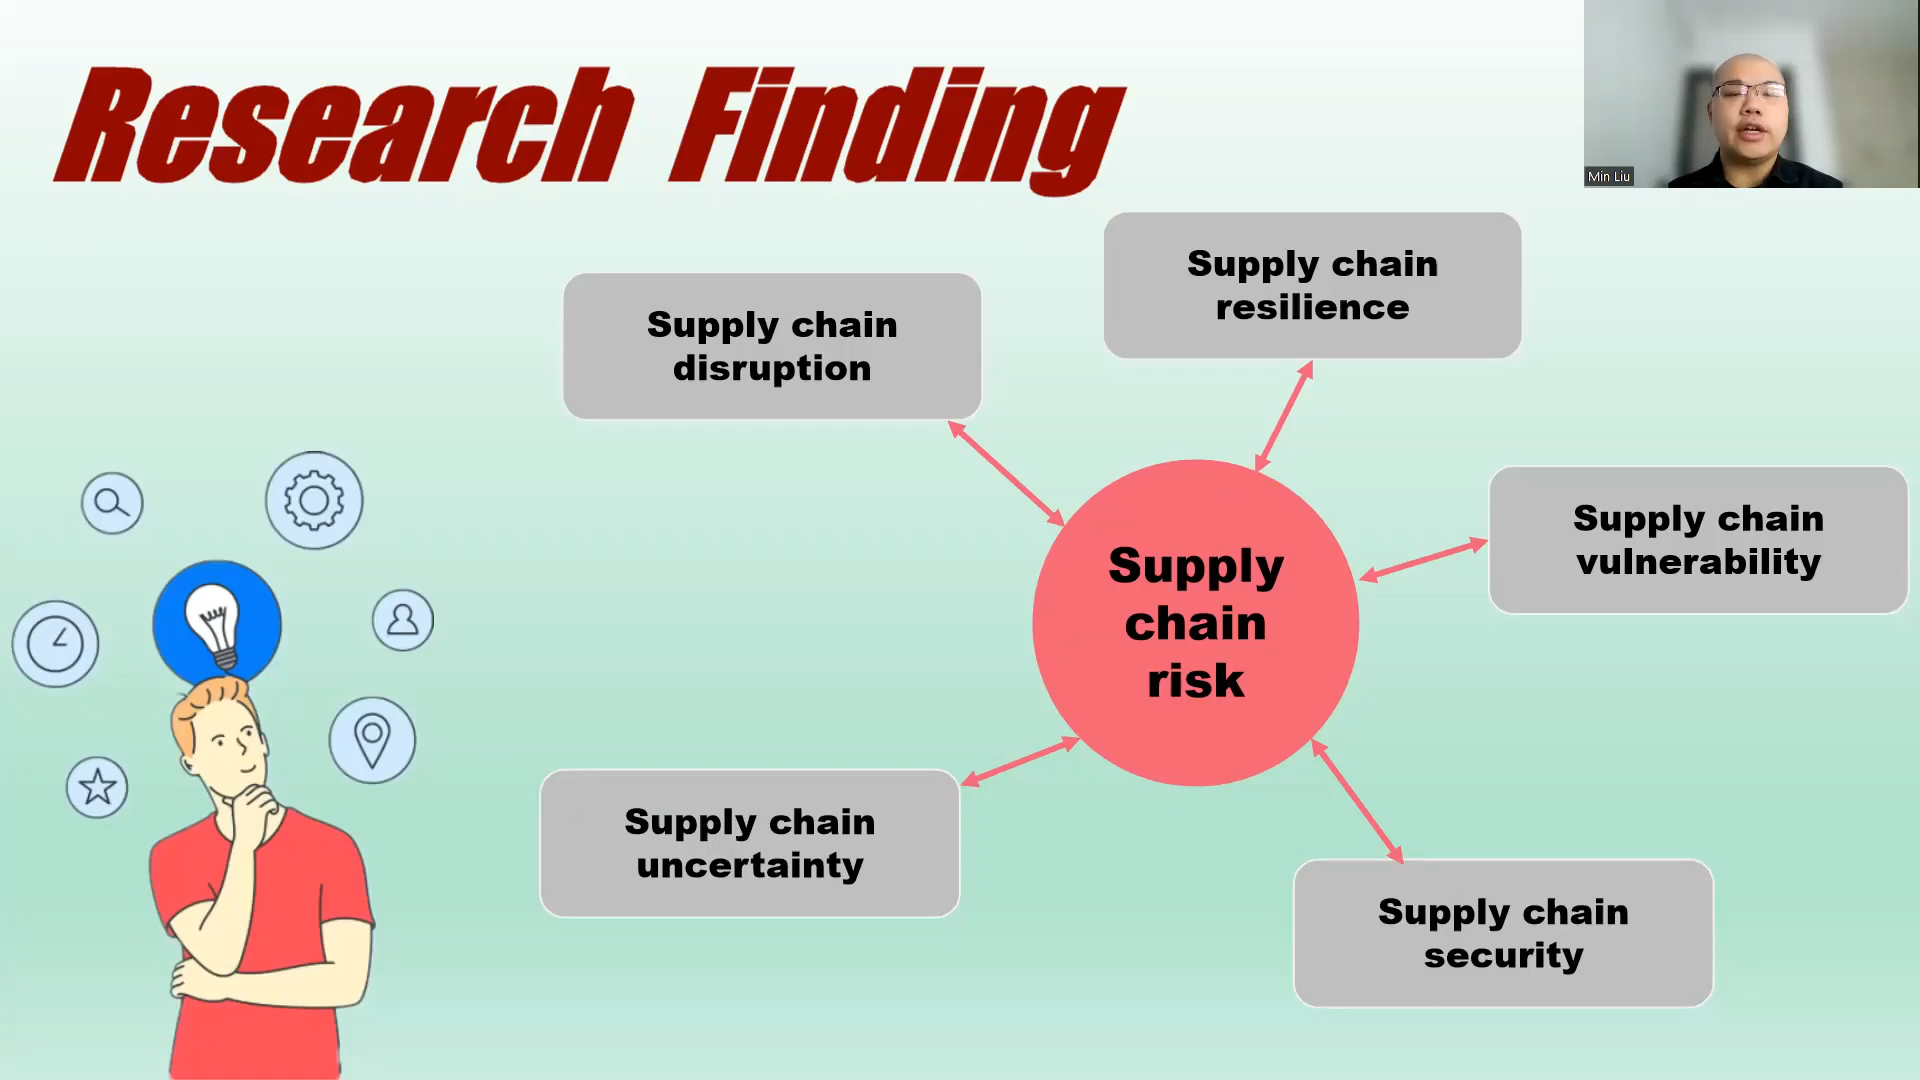 Research Finding
Min Liu
Supply chain
resilience
Supply chain
disruption
Supply chain
vulnerability
Supply
chain
risk
Supply chain
uncertainty
Supply chain
security